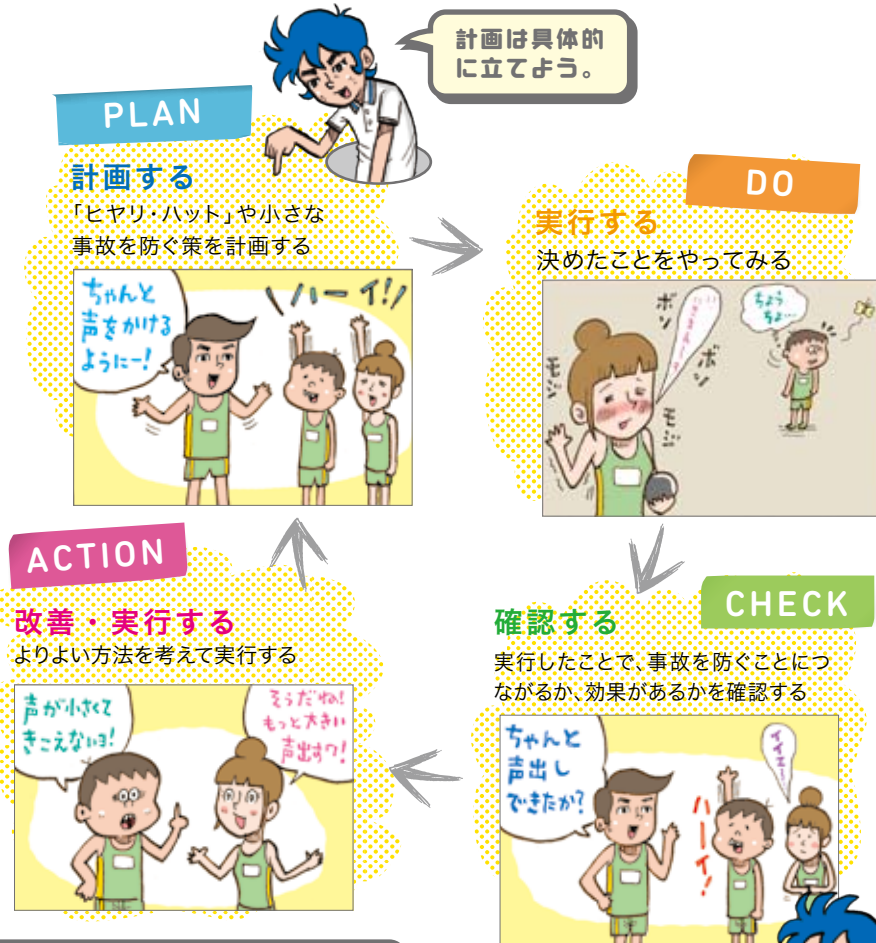 計画は具体的
に立てよう。
PLAN
計画する
「ヒヤリ・ハット」や小さな
事故を防ぐ策を計画する
ちゃんと
声をかける
ようにー!
ハーイ!
DO
実行する
決めたことをやってみる
ボソ
ボソ
モジ
モジ
ちょう
ちょ…
CHECK
確認する
実行したことで、事故を防ぐことにつ
ながるか、効果があるかを確認する
ちゃんと
声出し
できたか?
ハーイ!
イイエ…
ACTION
改善・実行する
よりよい方法を考えて実行する
声が小さくて
きこえないヨ!
そうだね!
もっと大きい
声出すワ!